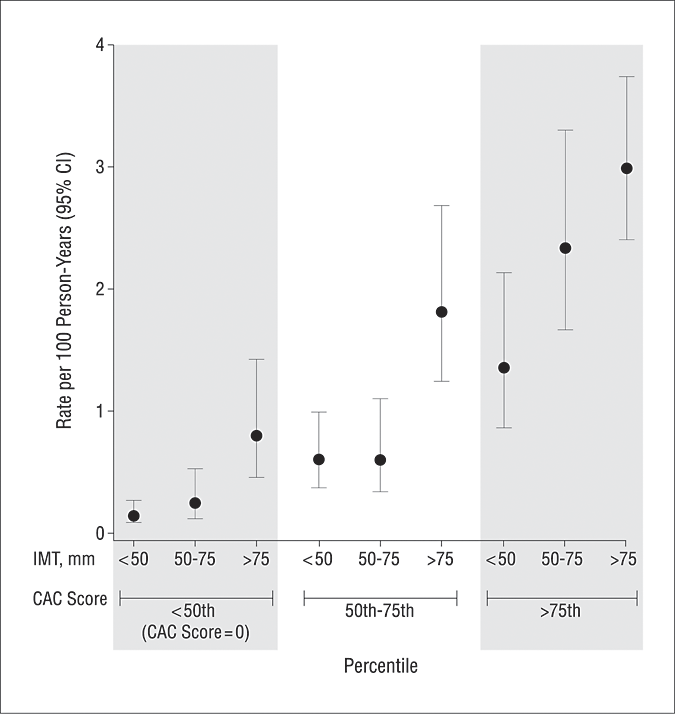 4
3
2
1
0
Rate per 100 Person-Years (95% CI)
IMT, mm <50 50-75 >75 <50 50-75 >75 <50 50-75 >75
CAC Score
<50th 50th-75th >75th
(CAC Score=0)
Percentile